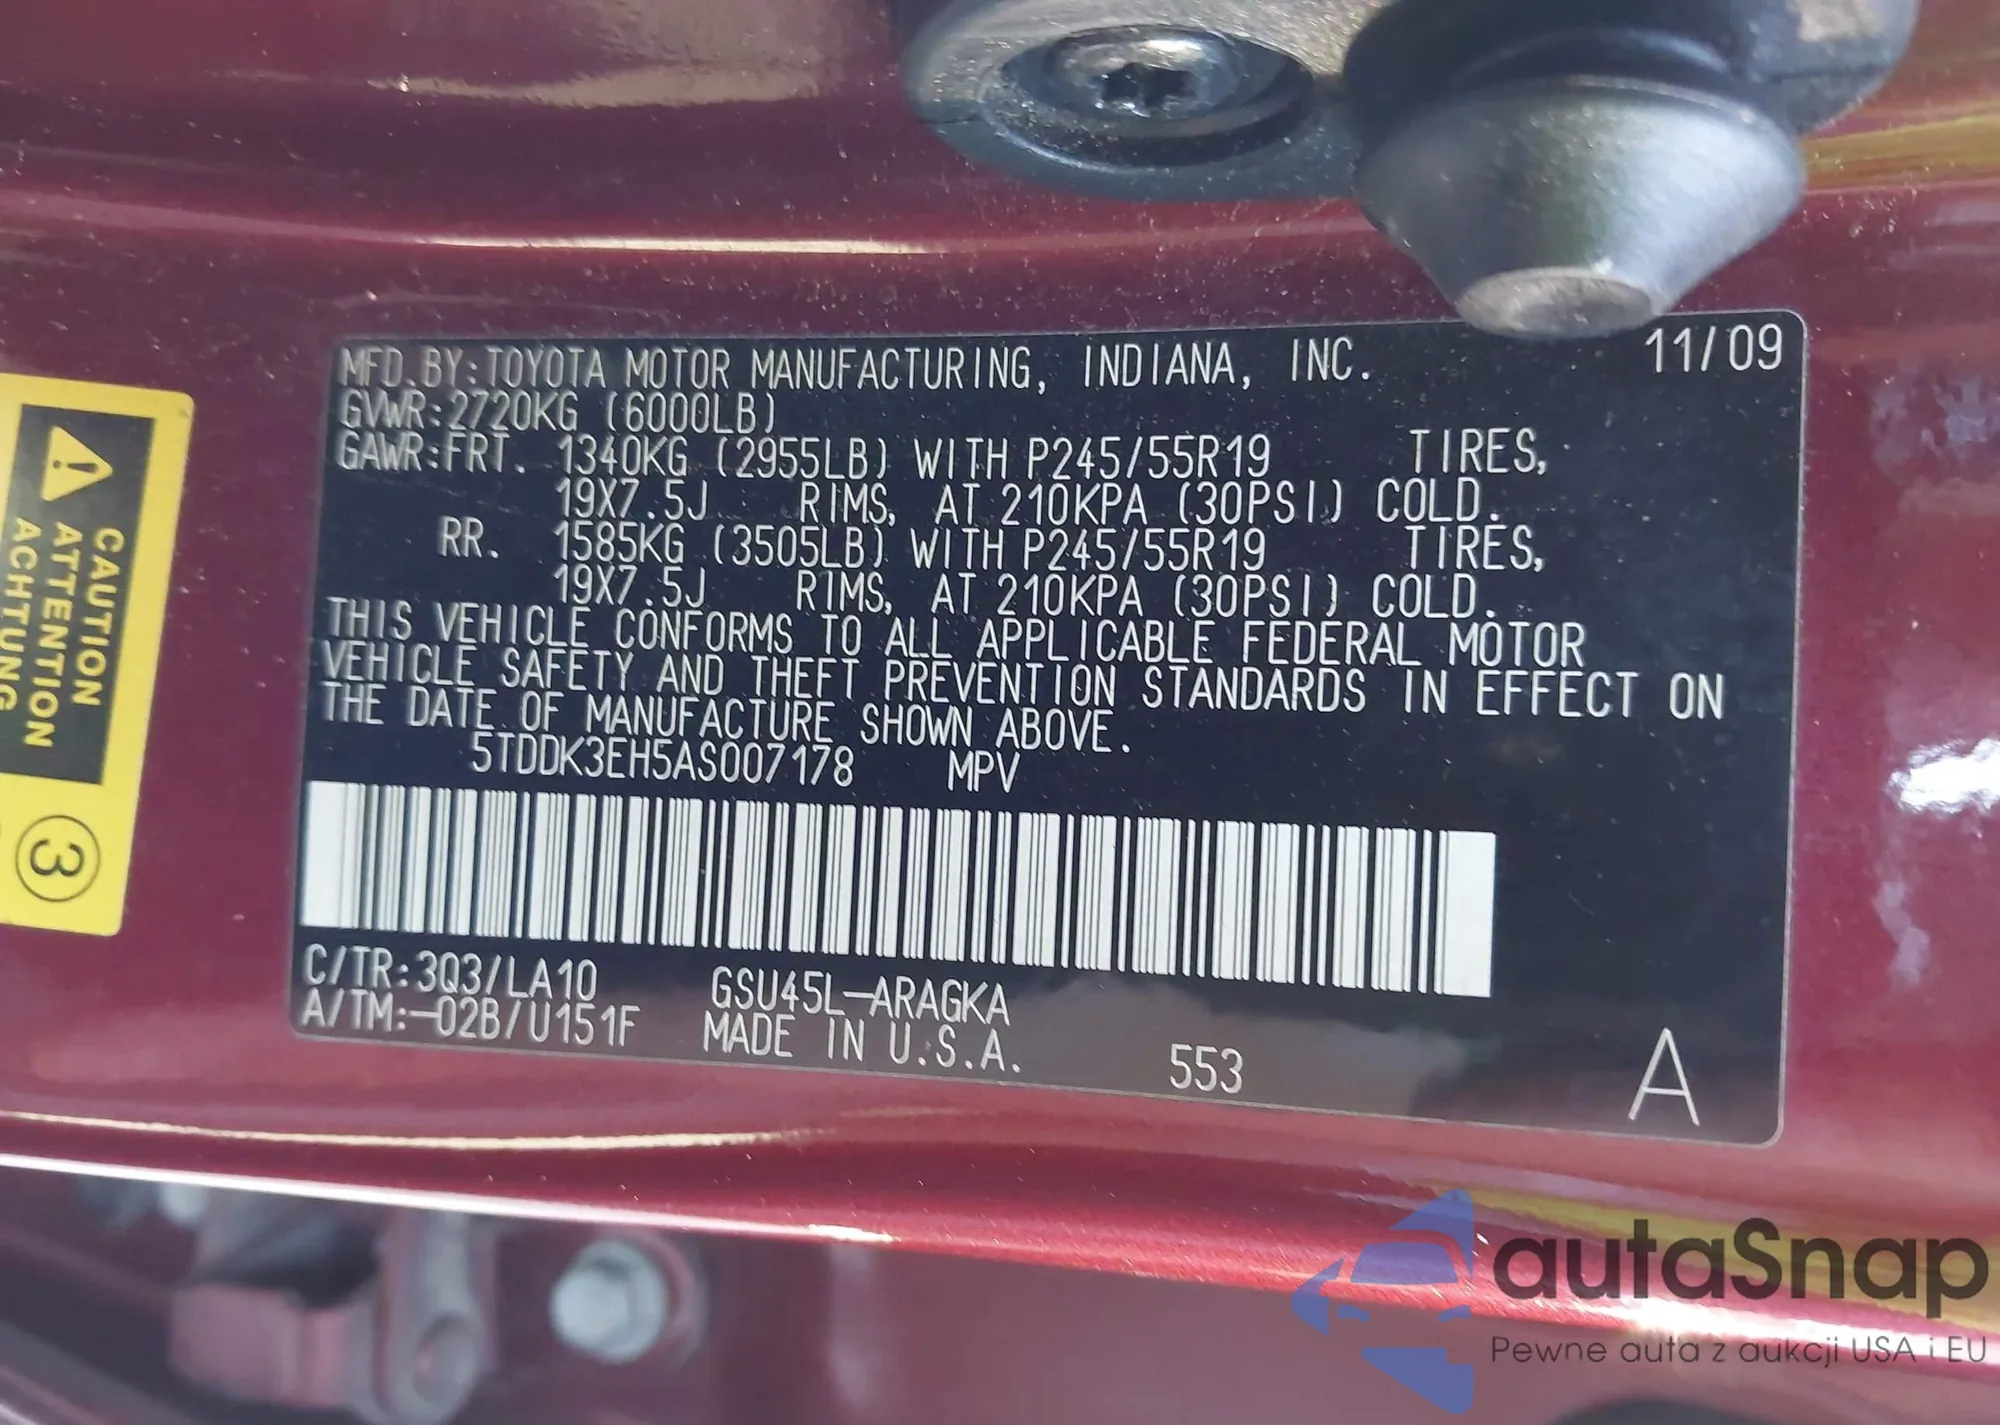 MFD.BY:TOYOTA MOTOR MANUFACTURING, INDIANA, INC. 11/09
GVWR:2720KG (6000LB)
GAWR:FRT. 1340KG (2955LB) WITH P245/55R19 TIRES,
19X7.5J RIMS, AT 210KPA (30PSI) COLD.
RR. 1585KG (3505LB) WITH P245/55R19 TIRES,
19X7.5J RIMS, AT 210KPA (30PSI) COLD.
THIS VEHICLE CONFORMS TO ALL APPLICABLE FEDERAL MOTOR
VEHICLE SAFETY AND THEFT PREVENTION STANDARDS IN EFFECT ON
THE DATE OF MANUFACTURE SHOWN ABOVE.
5TDDK3EH5AS007178 MPV
C/TR:3Q3/LA10 GSU45L-ARAGKA
A/TM:-02B/U151F MADE IN U.S.A. 553 A
CAUTION
ATTENTION
ACHTUNG
3
autaSnap
Pewne auta z aukcji USA i EU